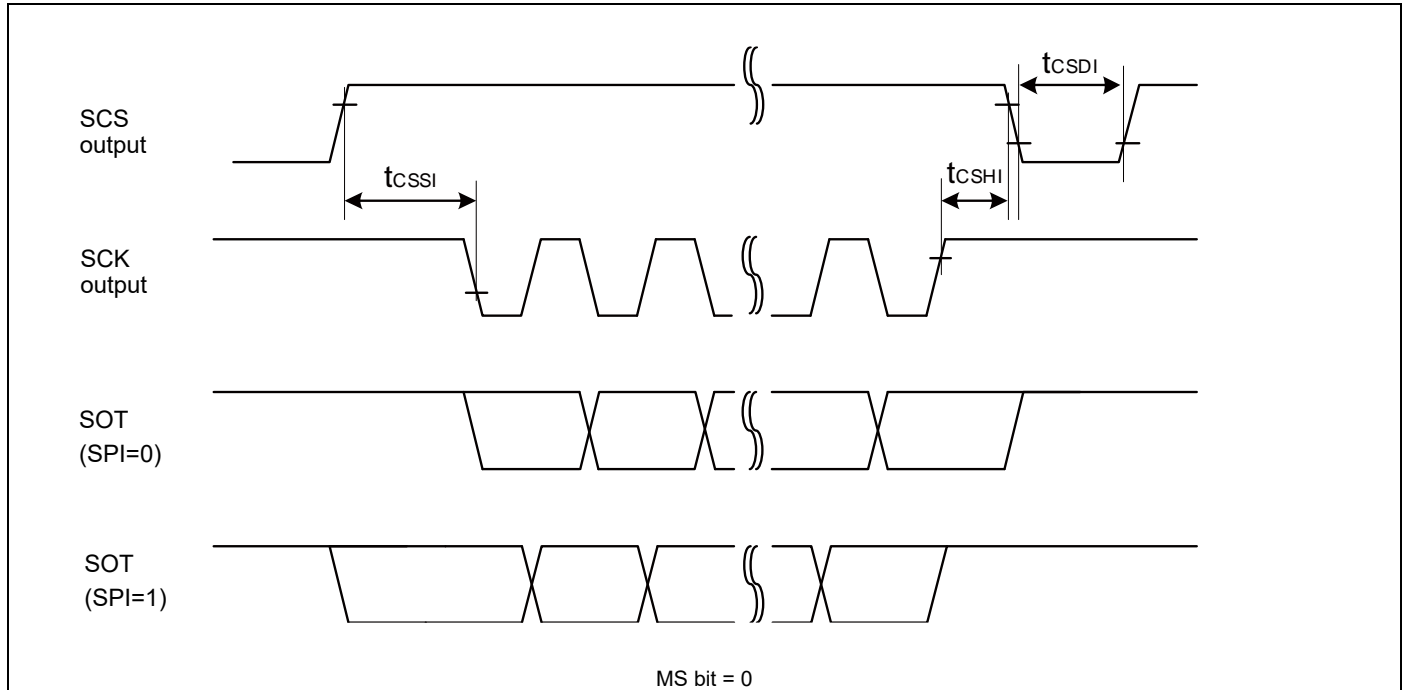 SCS
output
tCSSI
tCSHI
tCSDI
SCK
output
SOT
(SPI=0)
SOT
(SPI=1)
MS bit = 0